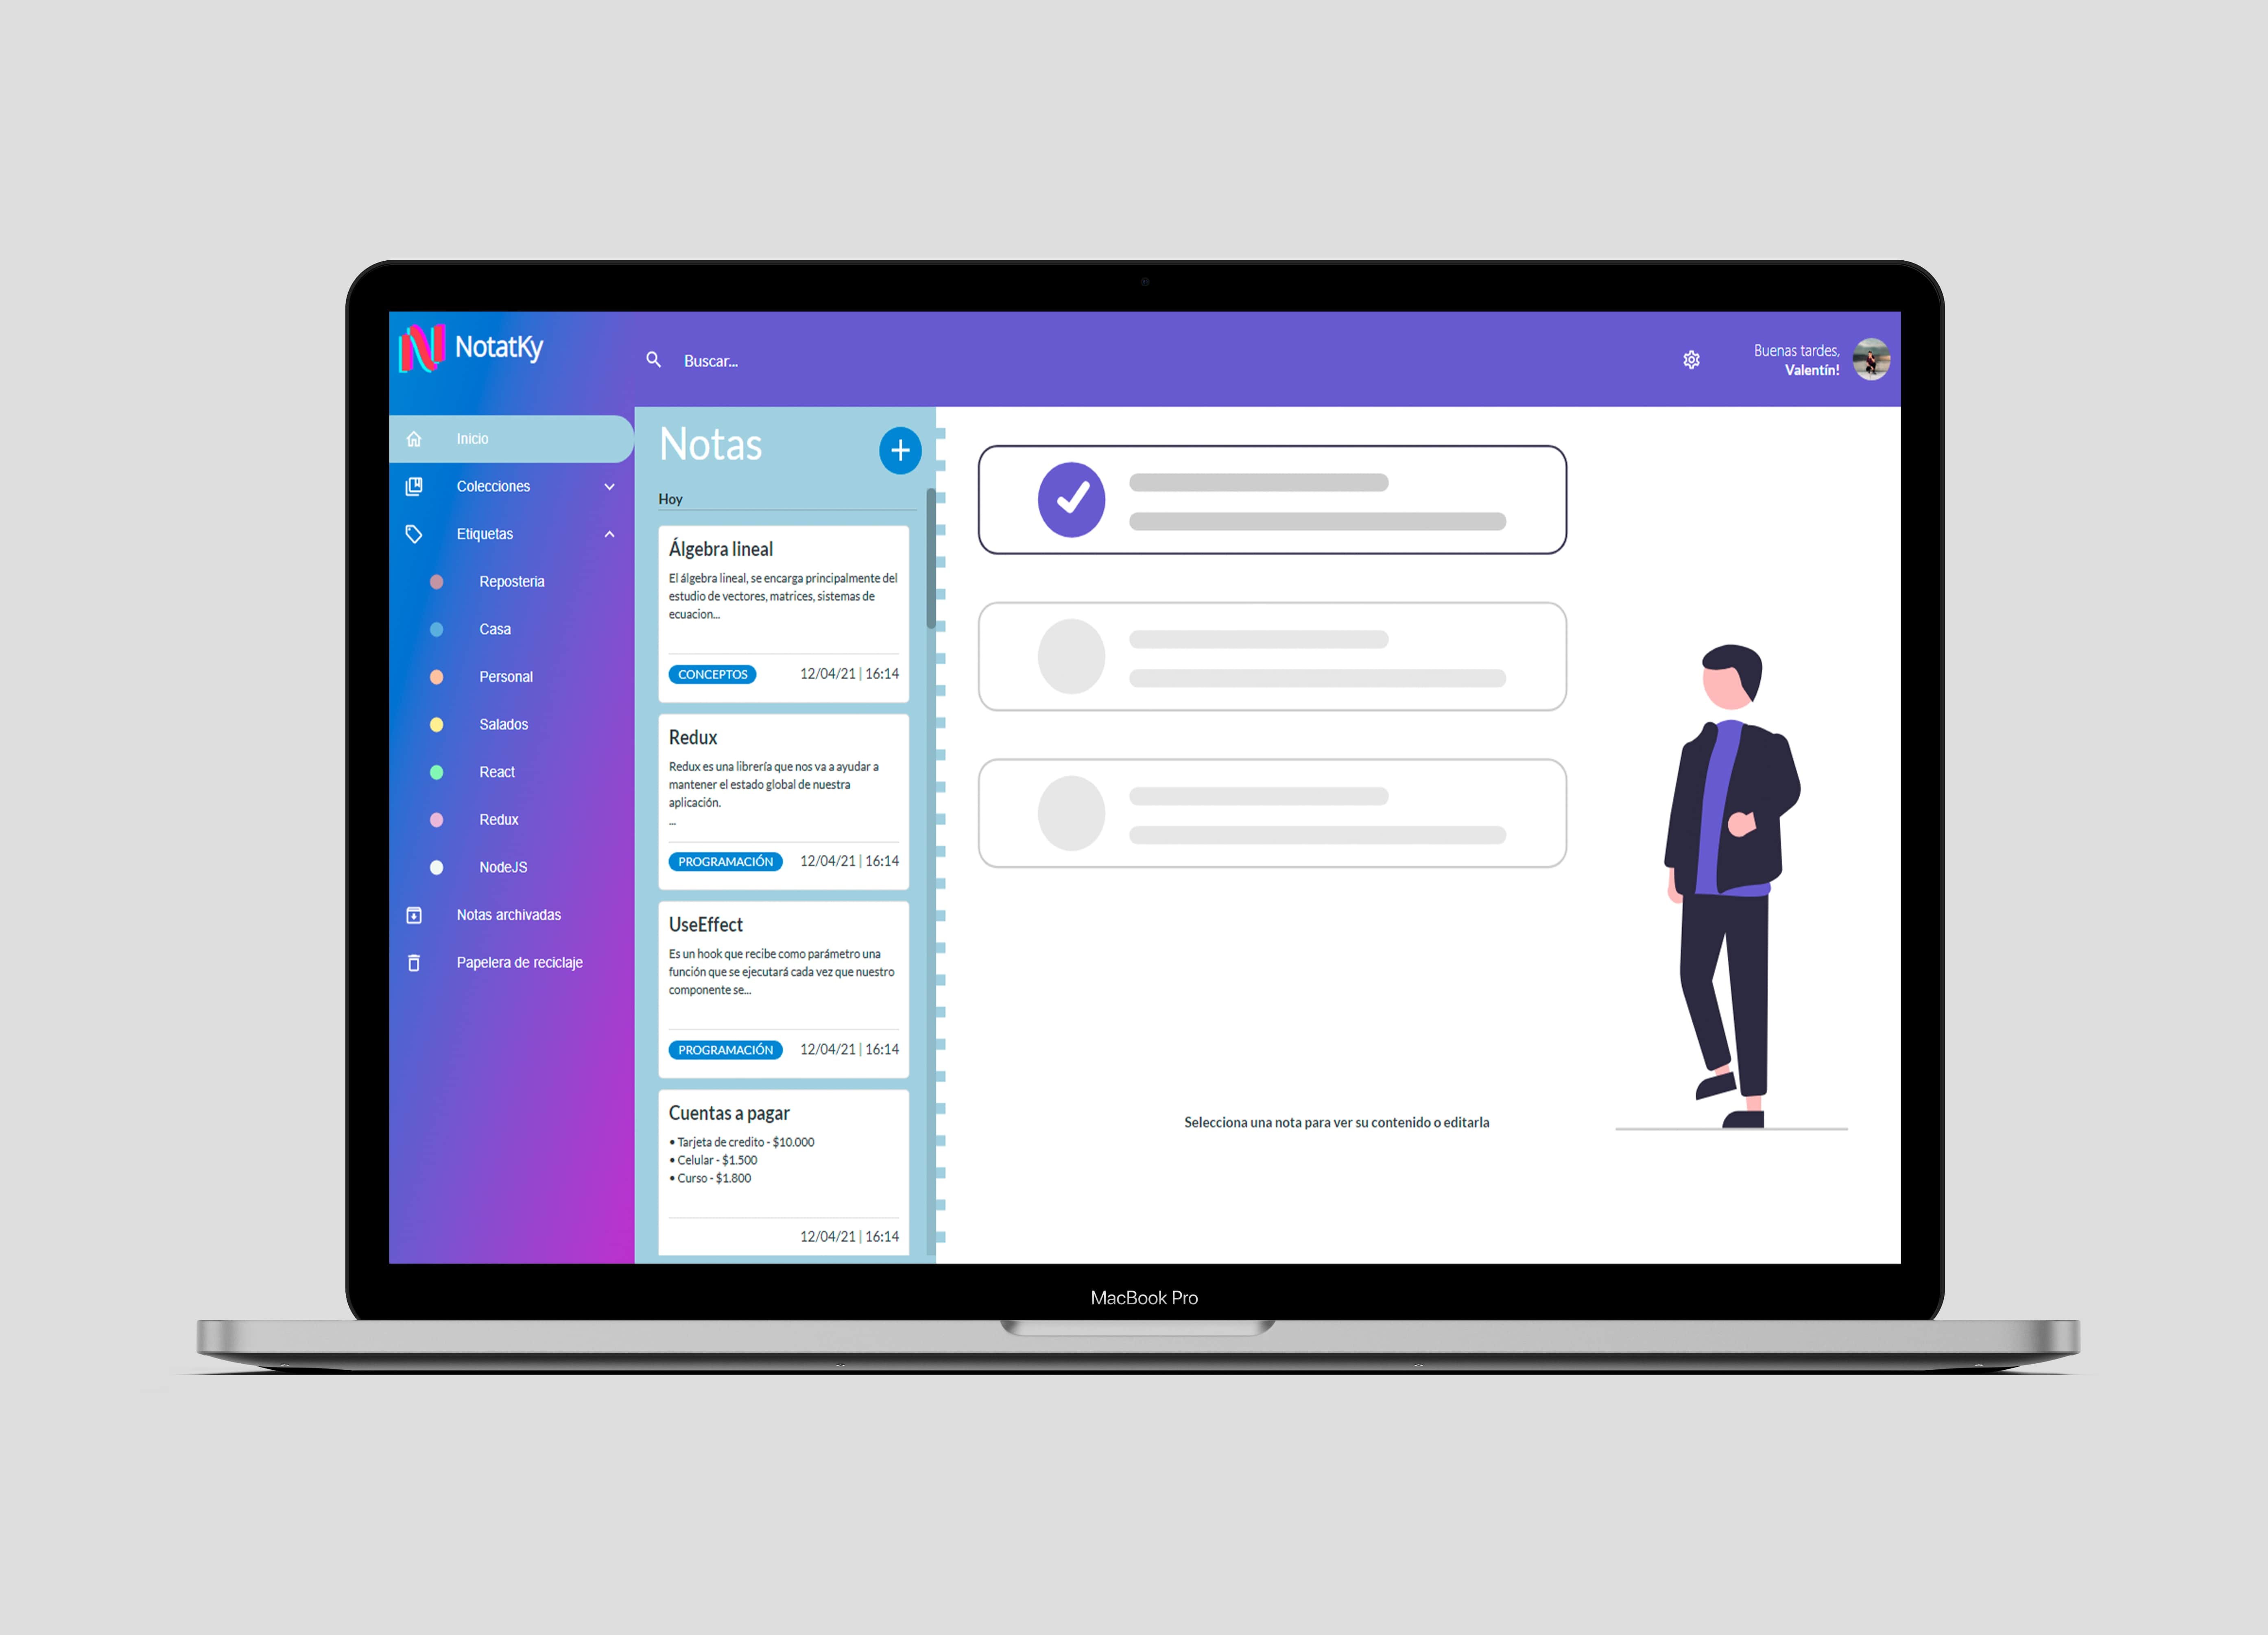 NotatKy
Buscar...
Buenas tardes,
Valentín!
Inicio
Colecciones
Etiquetas
Reposteria
Casa
Personal
Salados
React
Redux
NodeJS
Notas archivadas
Papelera de reciclaje
Notas
Hoy
Álgebra lineal
El álgebra lineal, se encarga principalmente del
estudio de vectores, matrices, sistemas de
ecuacion...
CONCEPTOS 12/04/21 | 16:14
Redux
Redux es una librería que nos va a ayudar a
mantener el estado global de nuestra
aplicación.
...
PROGRAMACIÓN 12/04/21 | 16:14
UseEffect
Es un hook que recibe como parámetro una
función que se ejecutará cada vez que nuestro
componente se...
PROGRAMACIÓN 12/04/21 | 16:14
Cuentas a pagar
• Tarjeta de credito - $10.000
• Celular - $1.500
• Curso - $1.800
12/04/21 | 16:14
Selecciona una nota para ver su contenido o editarla
MacBook Pro